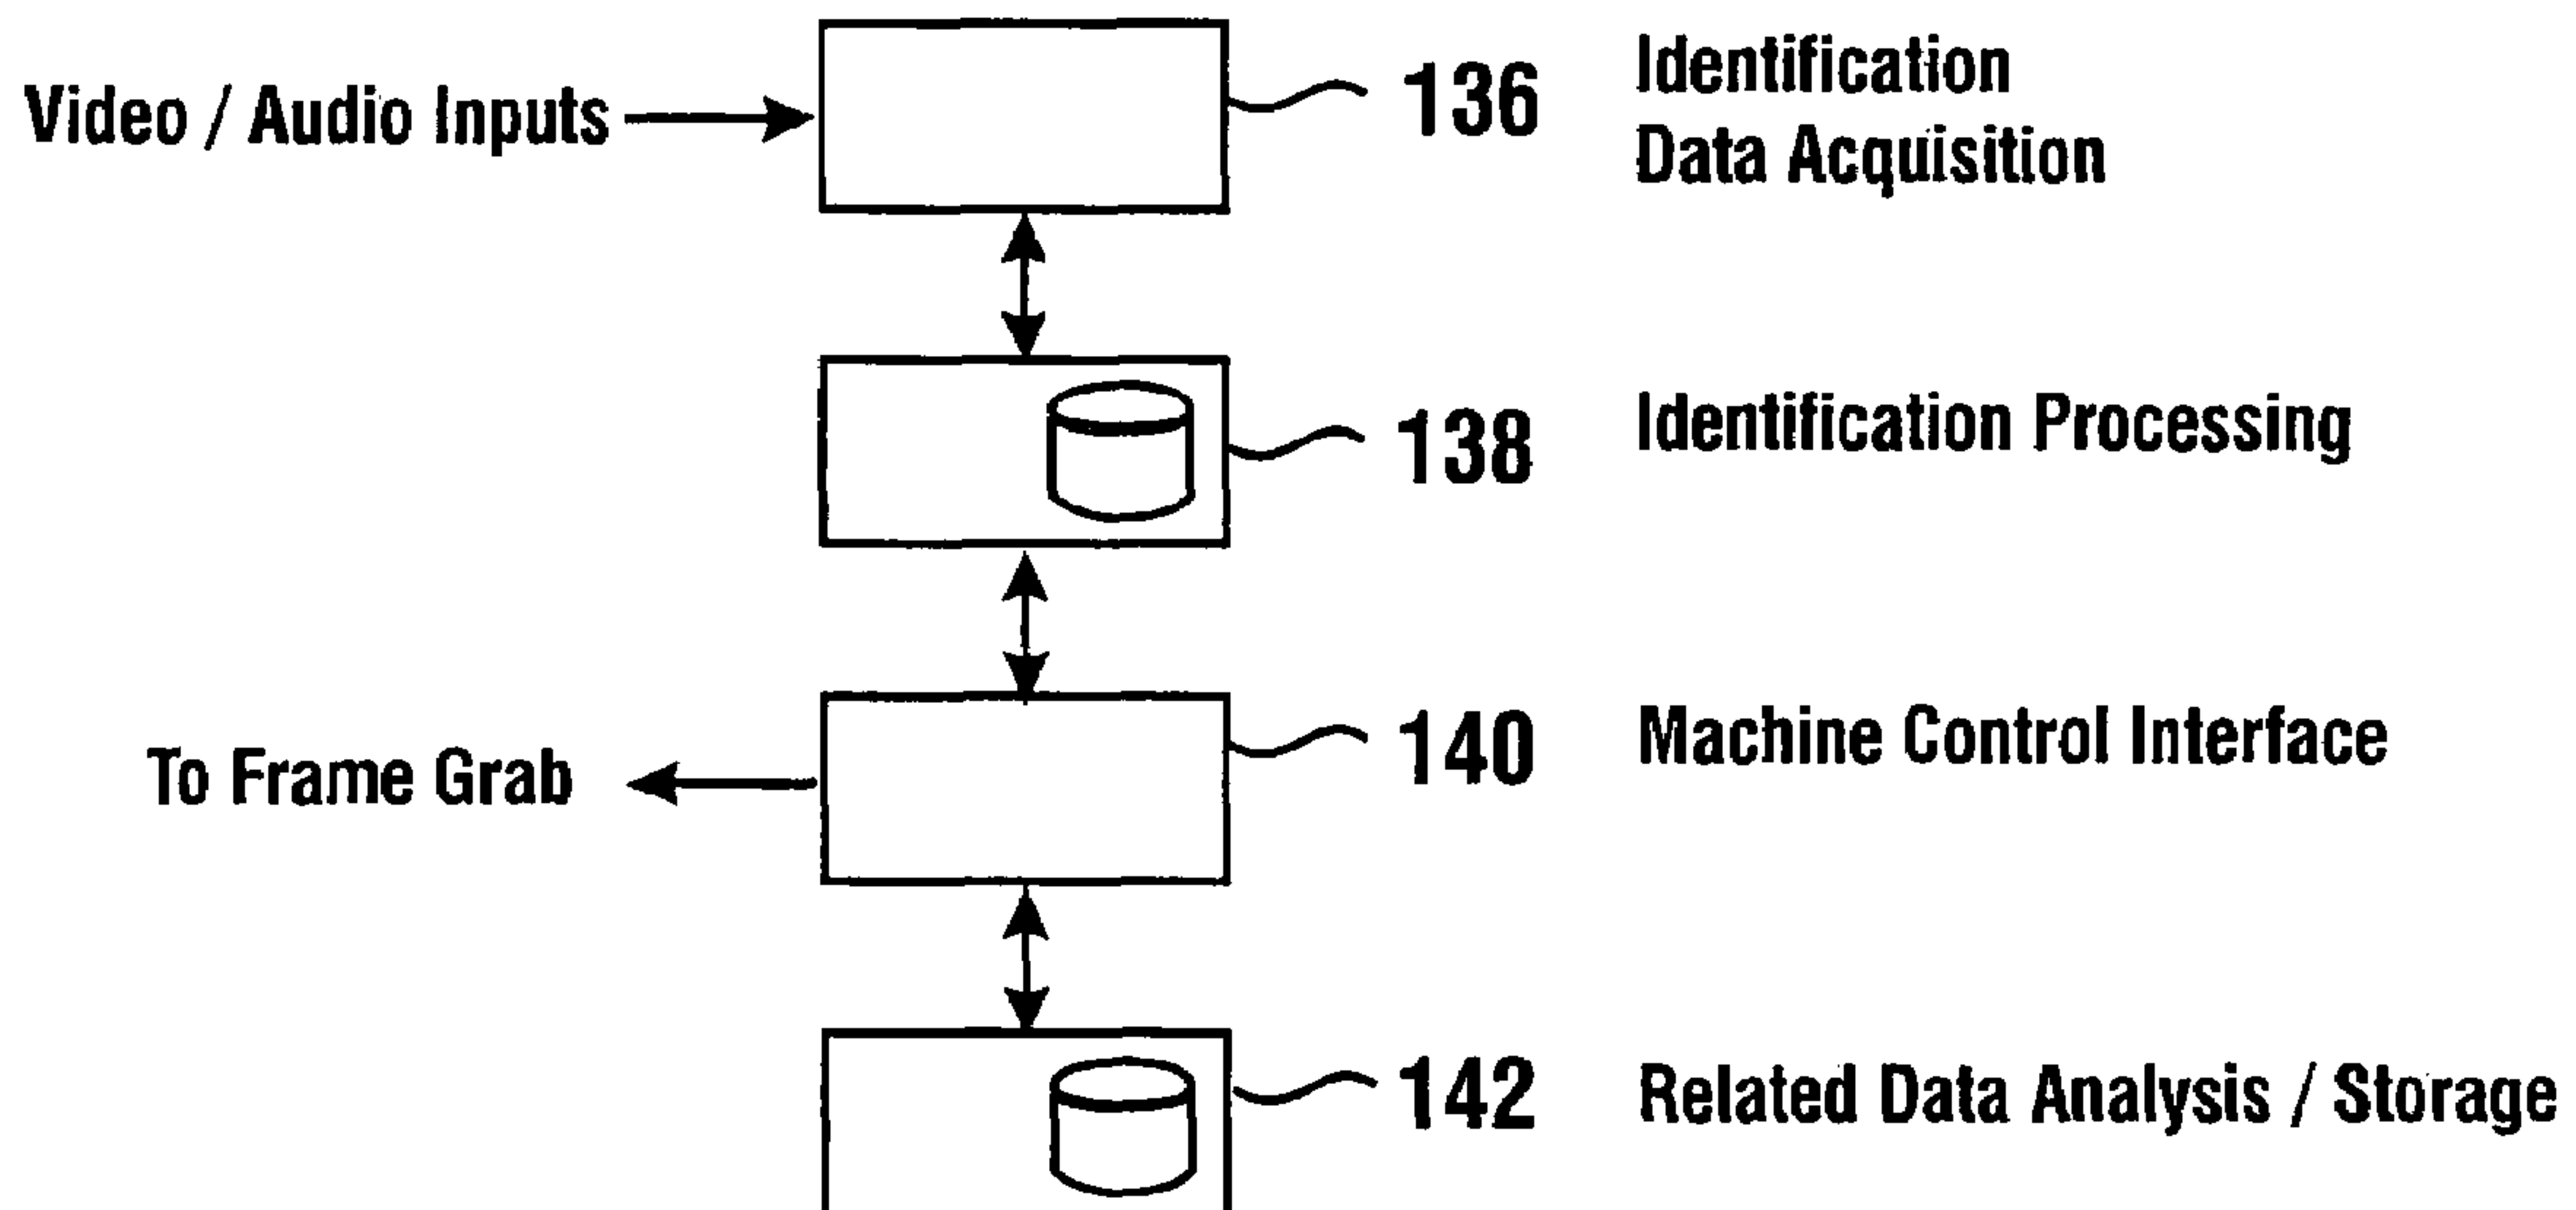 Video / Audio Inputs
136
Identification
Data Acquisition
138
Identification Processing
To Frame Grab
140
Machine Control Interface
142
Related Data Analysis / Storage